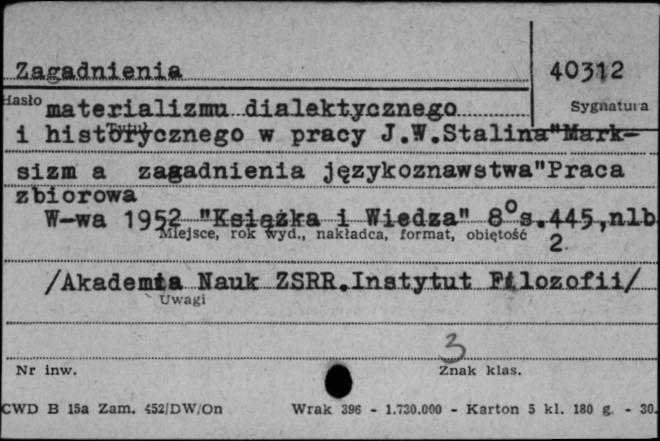 Zagadnienia 40312
Hasło Sygnatura
materializmu dialektycznego
Tytuł
i historycznego w pracy J.W.Stalina"Mark-
sizm a zagadnienia językoznawstwa"Praca
zbiorowa
W-wa 1952 "Książka i Wiedza" 8°s.445,nlb
Miejsce, rok wyd., nakładca, format, objętość 2.
/Akademia Nauk ZSRR.Instytut Filozofii/
Uwagi
3
Nr inw. Znak klas.
CWD B 15a Zam. 452/DW/On Wrak 396 - 1.730.000 - Karton 5 kl. 180 g. - 30.